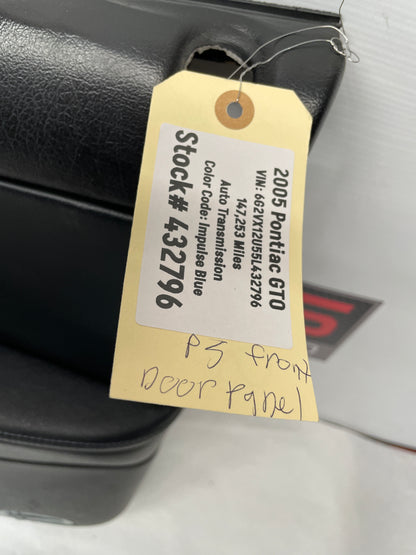 2005 Pontiac GTO
VIN: 6G2VX12U55L432796
147,253 Miles
Auto Transmission
Color Code: Impulse Blue
Stock# 432796
PS front
Door Panel